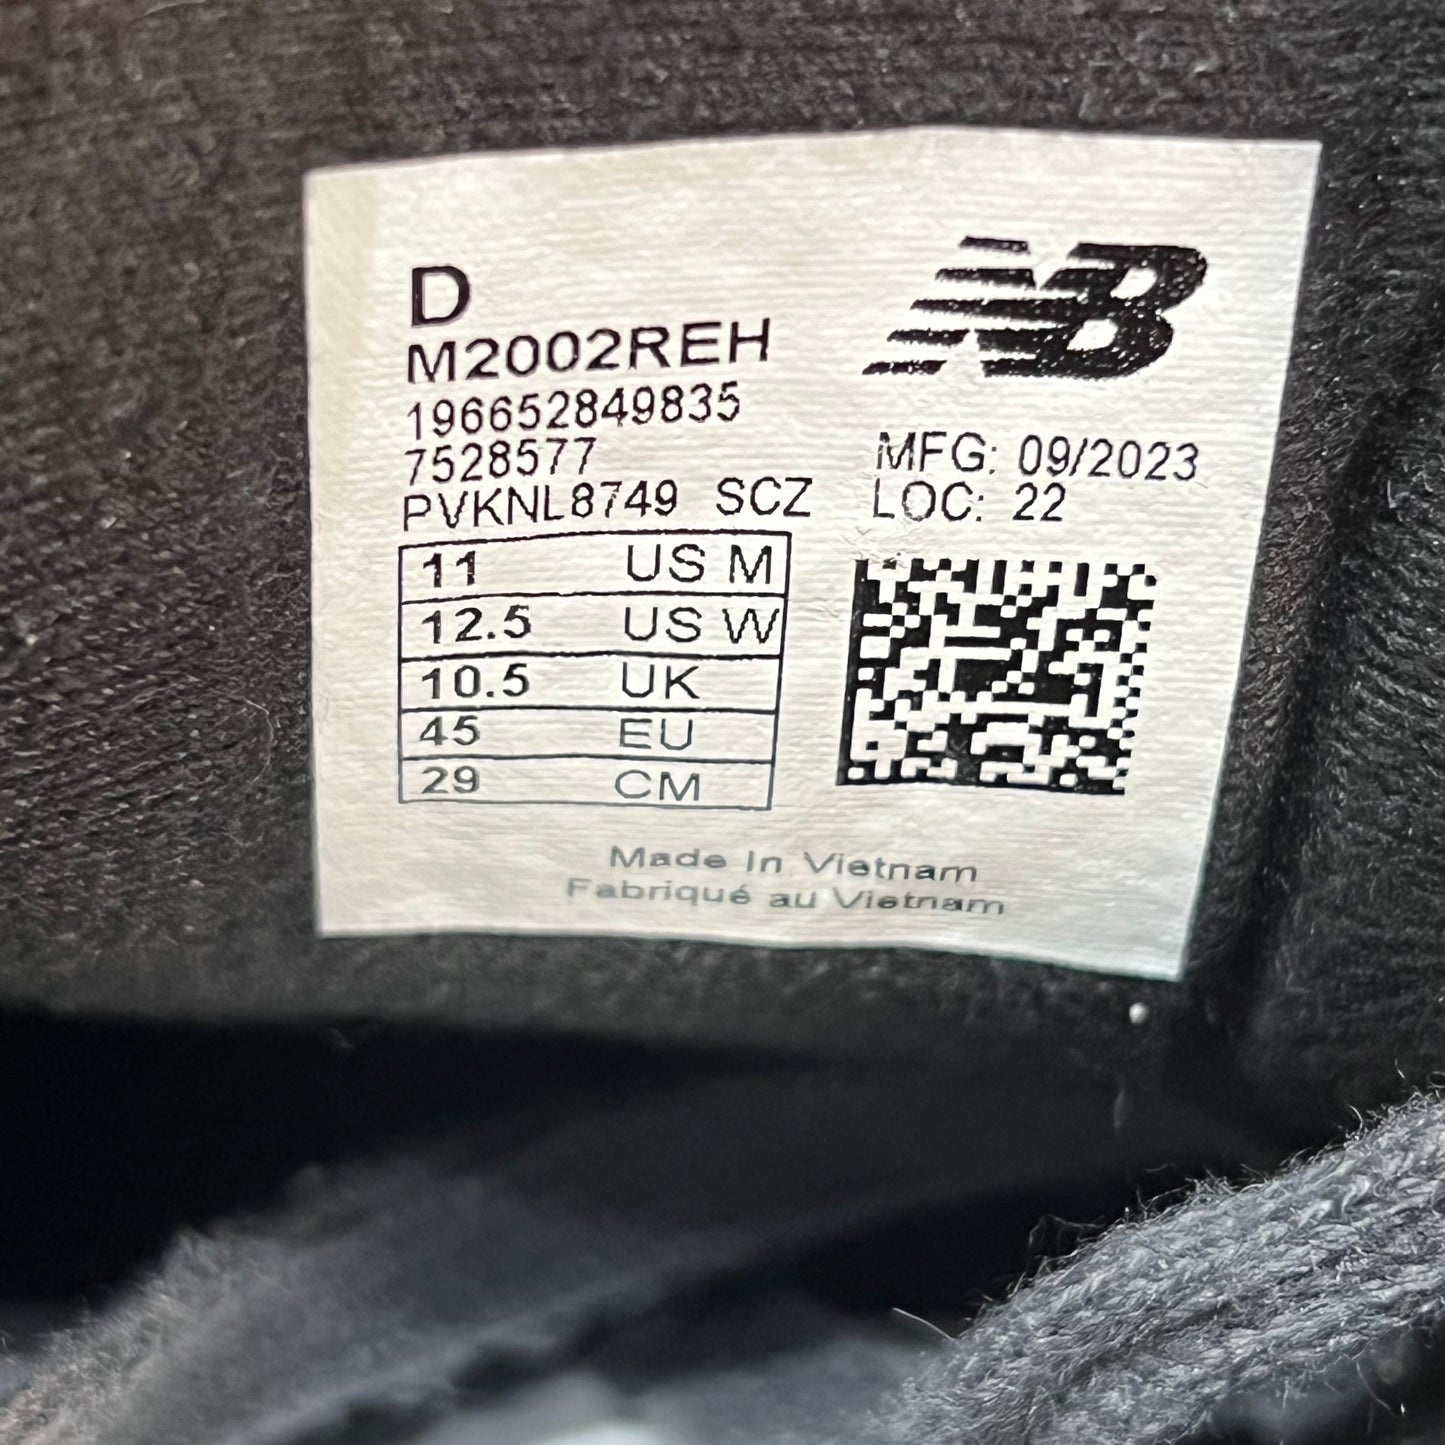 D
M2002REH
196652849835
7528577
PVKNL8749 SCZ
NB
MFG: 09/2023
LOC: 22
11 US M
12.5 US W
10.5 UK
45 EU
29 CM
Made In Vietnam
Fabriqué au Vietnam